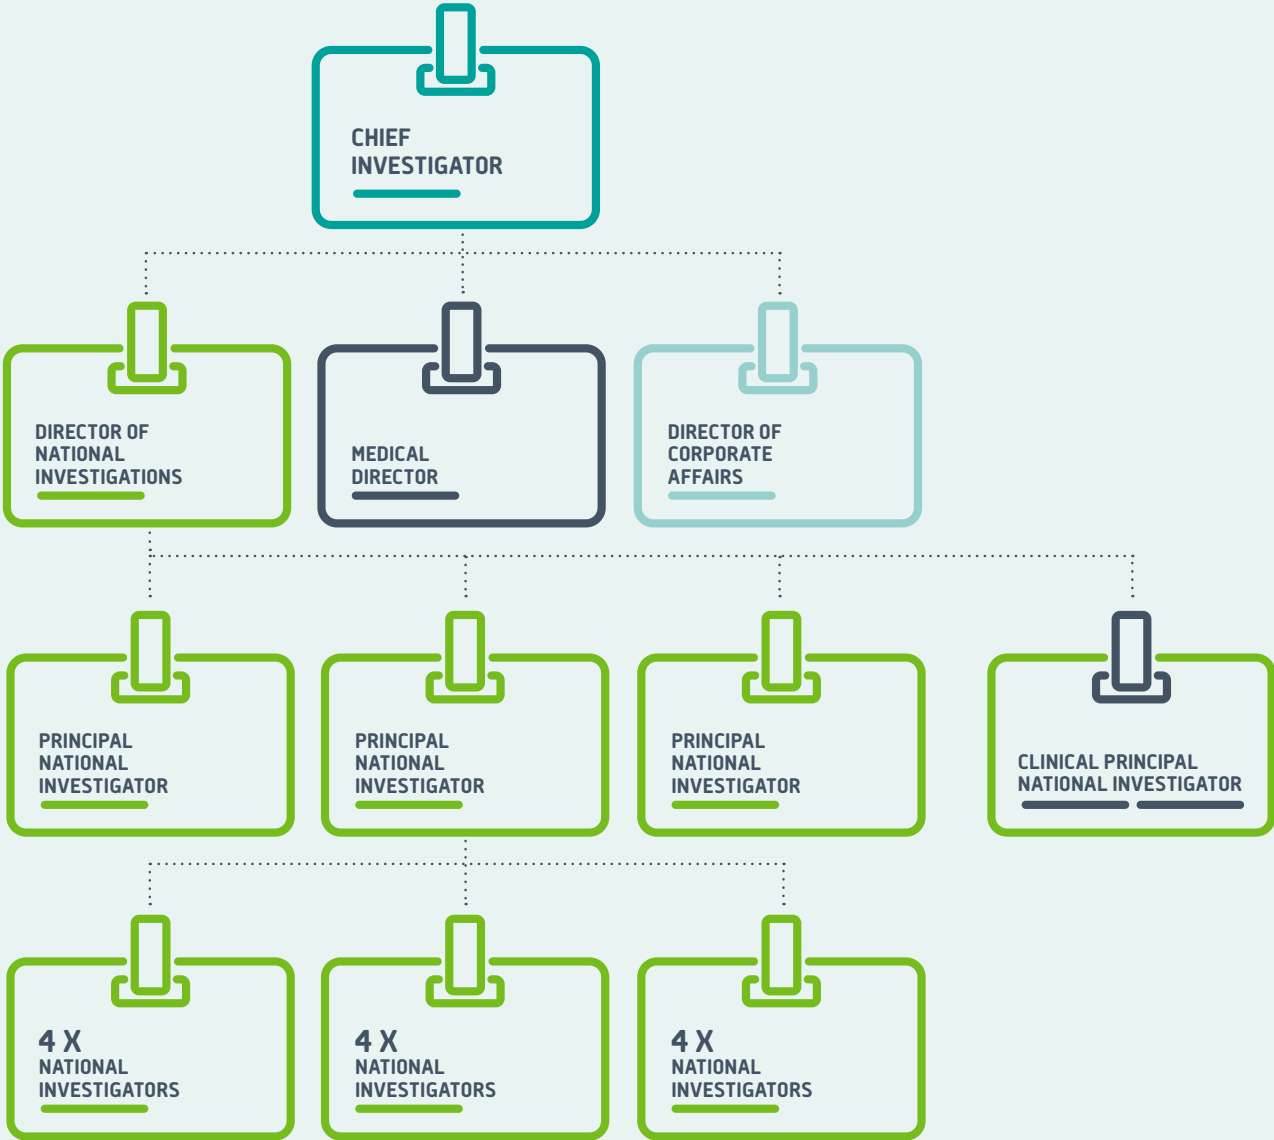 CHIEF
INVESTIGATOR
DIRECTOR OF
NATIONAL
INVESTIGATIONS
MEDICAL
DIRECTOR
DIRECTOR OF
CORPORATE
AFFAIRS
PRINCIPAL
NATIONAL
INVESTIGATOR
PRINCIPAL
NATIONAL
INVESTIGATOR
PRINCIPAL
NATIONAL
INVESTIGATOR
CLINICAL PRINCIPAL
NATIONAL INVESTIGATOR
4 X
NATIONAL
INVESTIGATORS
4 X
NATIONAL
INVESTIGATORS
4 X
NATIONAL
INVESTIGATORS